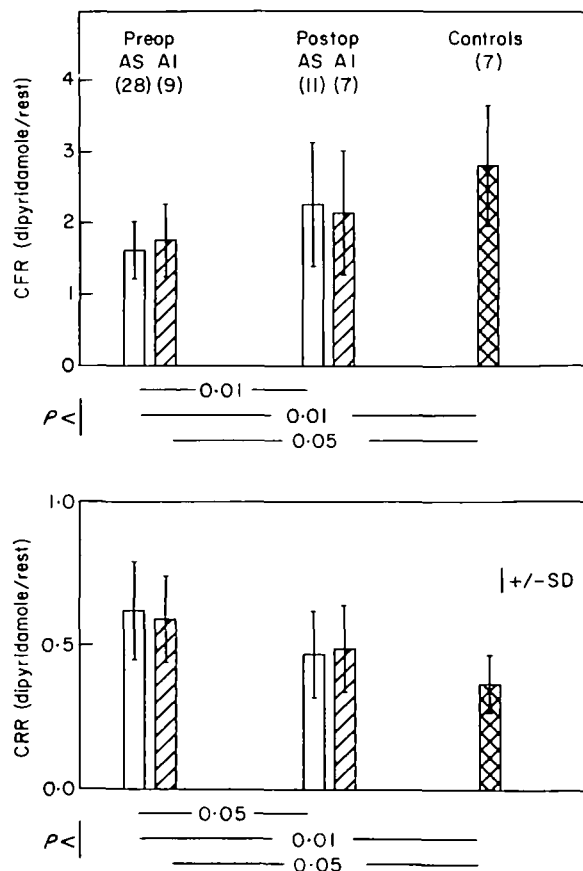 Preop Postop Controls
AS AI AS AI (7)
(28) (9) (11) (7)
4
3
2
1
0
CFR (dipyridamole/rest)
0·01
P< 0·01
0·05
1·0
0·5
0·0
CRR (dipyridamole/rest)
+/-SD
0·05
P< 0·01
0·05